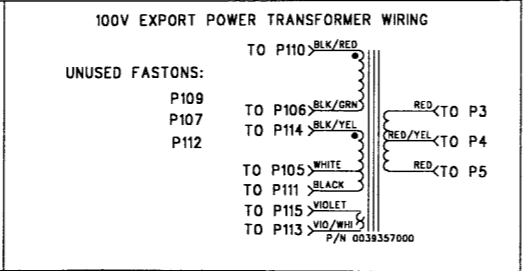 100V EXPORT POWER TRANSFORMER WIRING
TO P110 BLK/RED
UNUSED FASTONS:
P109
P107
P112
TO P106 BLK/GRN
TO P114 BLK/YEL
TO P105 WHITE
TO P111 BLACK
TO P115 VIOLET
TO P113 VIO/WHI
RED TO P3
RED/YEL TO P4
RED TO P5
P/N 0039357000